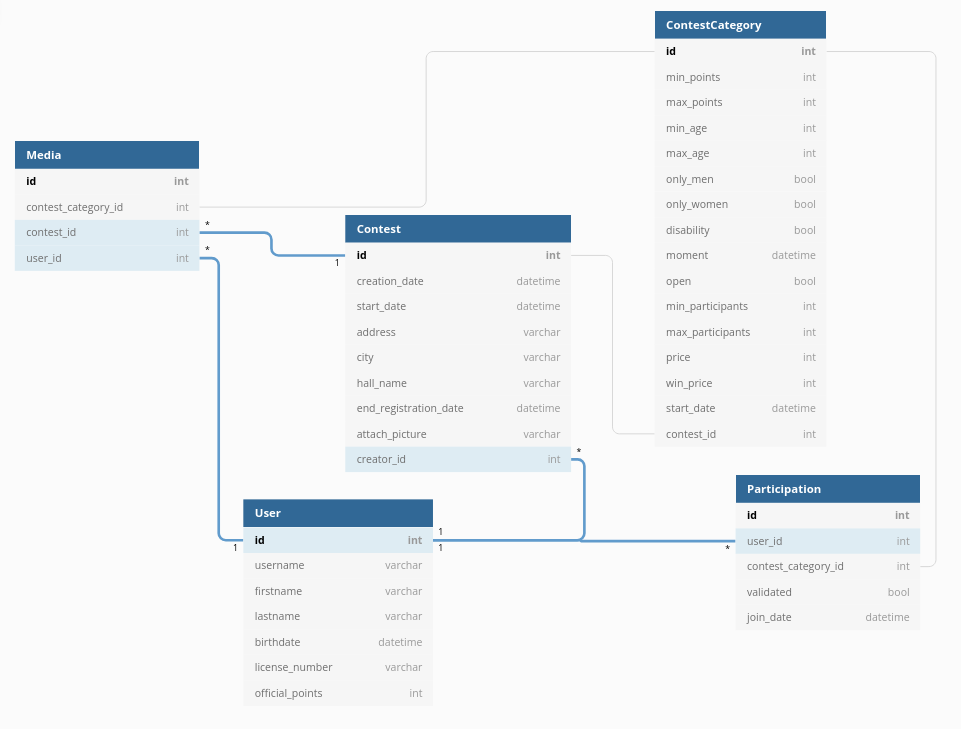 ContestCategory
id int
min_points int
max_points int
min_age int
max_age int
only_men bool
only_women bool
disability bool
moment datetime
open bool
min_participants int
max_participants int
price int
win_price int
start_date datetime
contest_id int
Media
id int
contest_category_id int
contest_id int
user_id int
*
*
1
Contest
id int
creation_date datetime
start_date datetime
address varchar
city varchar
hall_name varchar
end_registration_date datetime
attach_picture varchar
creator_id int
*
User
id int
username varchar
firstname varchar
lastname varchar
birthdate datetime
license_number varchar
official_points int
1
1
1
*
Participation
id int
user_id int
contest_category_id int
validated bool
join_date datetime